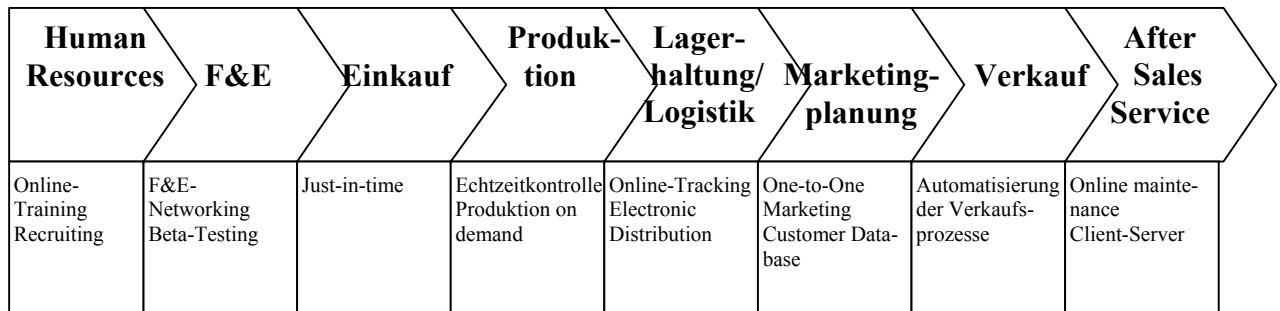 Human
Resources
F&E
Einkauf
Produk-
tion
Lager-
haltung/
Logistik
Marketing-
planung
Verkauf
After
Sales
Service
Online-
Training
Recruiting
F&E-
Networking
Beta-Testing
Just-in-time
Echtzeitkontrolle
Produktion on
demand
Online-Tracking
Electronic
Distribution
One-to-One
Marketing
Customer Data-
base
Automatisierung
der Verkaufs-
prozesse
Online mainte-
nance
Client-Server